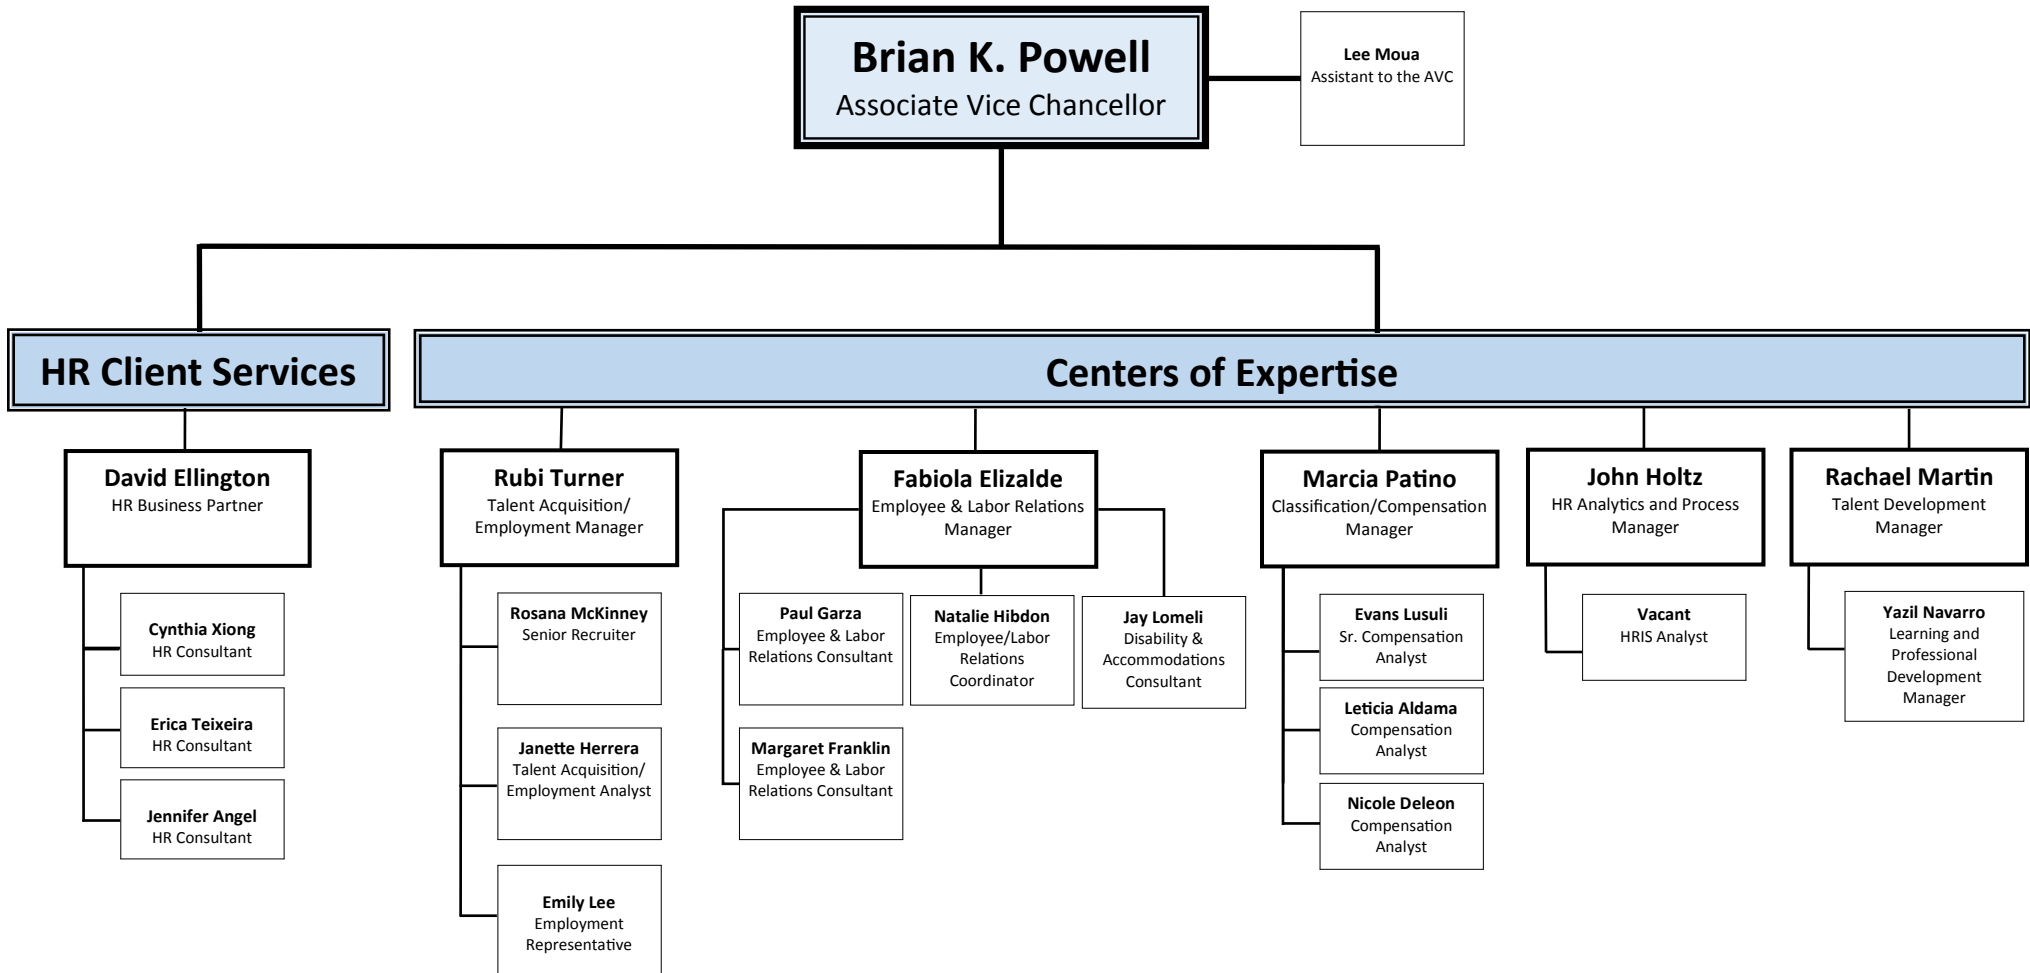 Brian K. Powell
Associate Vice Chancellor
Lee Moua
Assistant to the AVC
HR Client Services
Centers of Expertise
David Ellington
HR Business Partner
Cynthia Xiong
HR Consultant
Erica Teixeira
HR Consultant
Jennifer Angel
HR Consultant
Rubi Turner
Talent Acquisition/
Employment Manager
Rosana McKinney
Senior Recruiter
Janette Herrera
Talent Acquisition/
Employment Analyst
Emily Lee
Employment
Representative
Fabiola Elizalde
Employee & Labor Relations
Manager
Paul Garza
Employee & Labor
Relations Consultant
Margaret Franklin
Employee & Labor
Relations Consultant
Natalie Hibdon
Employee/Labor
Relations
Coordinator
Jay Lomeli
Disability &
Accommodations
Consultant
Marcia Patino
Classification/Compensation
Manager
Evans Lusuli
Sr. Compensation
Analyst
Leticia Aldama
Compensation
Analyst
Nicole Deleon
Compensation
Analyst
John Holtz
HR Analytics and Process
Manager
Vacant
HRIS Analyst
Rachael Martin
Talent Development
Manager
Yazil Navarro
Learning and
Professional
Development
Manager